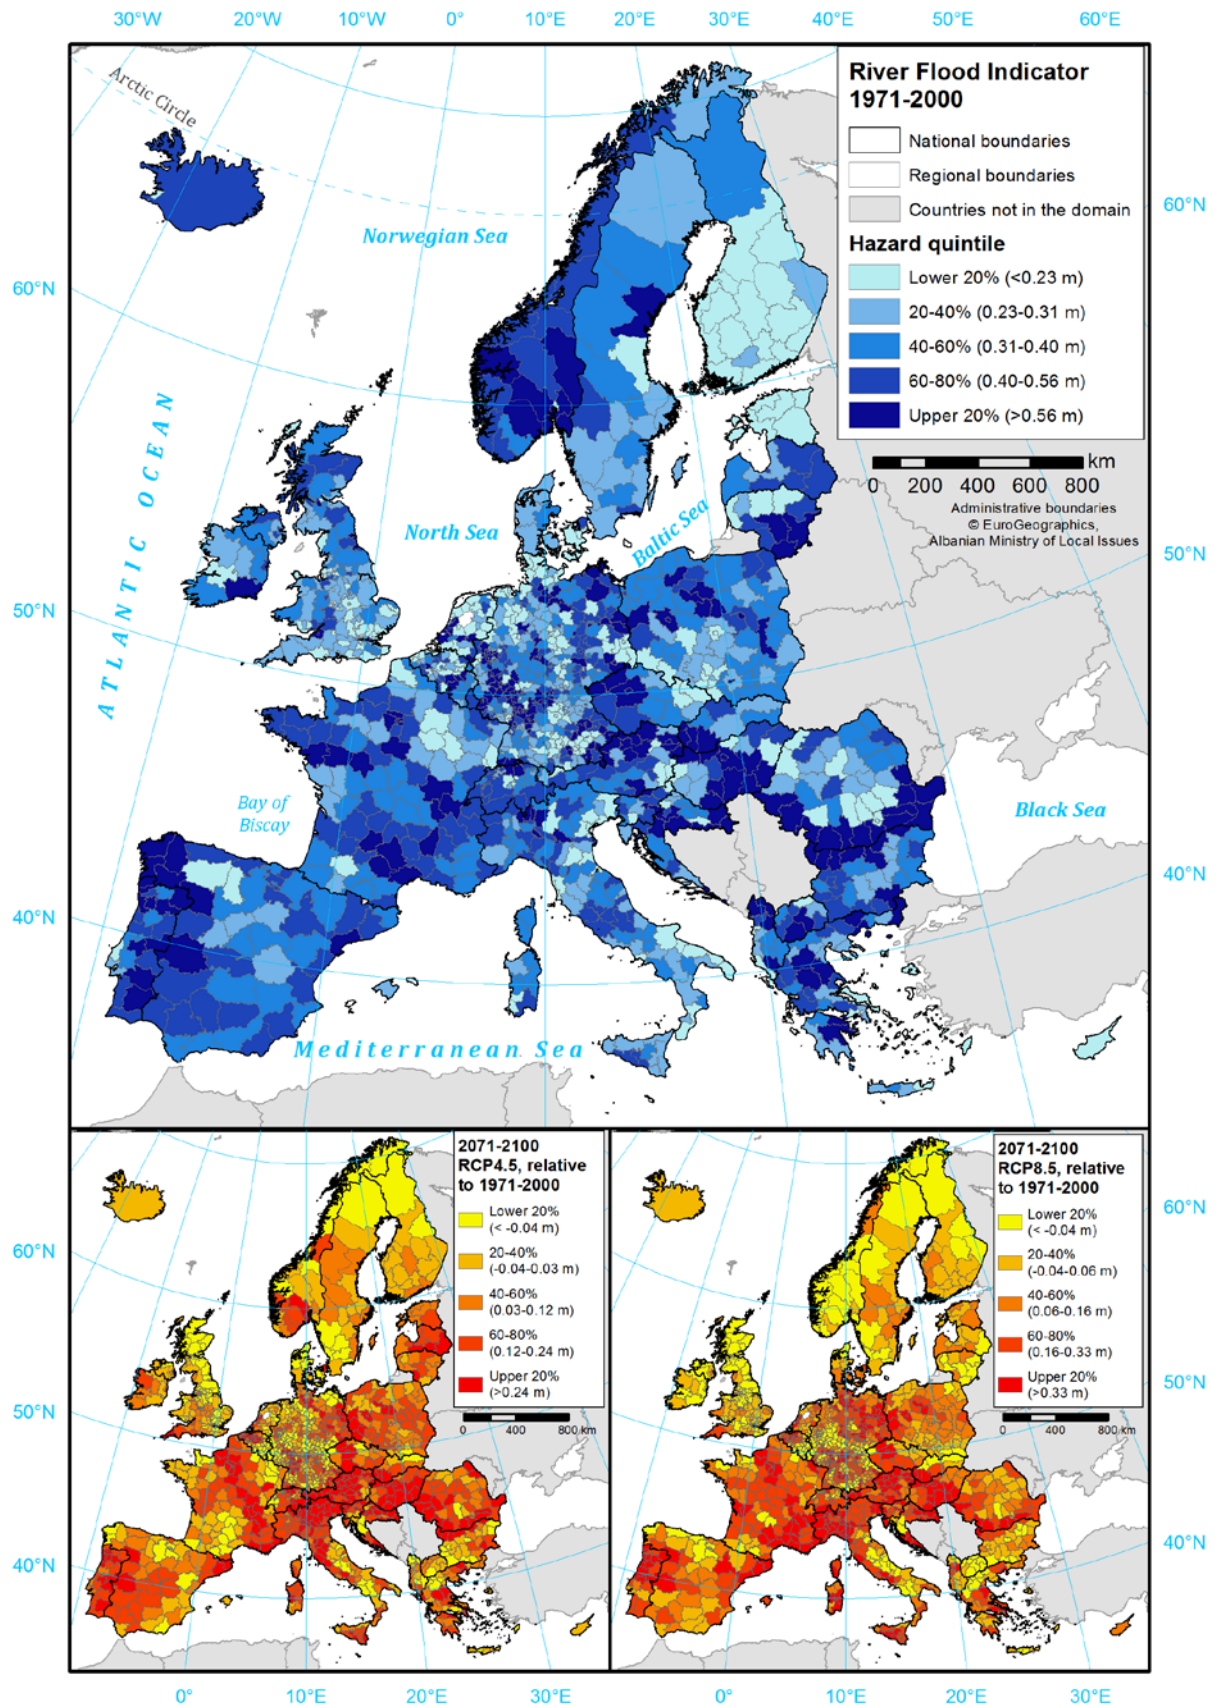 30°W 20°W 10°W 0° 10°E 20°E 30°E 40°E 50°E 60°E
Arctic Circle
River Flood Indicator
1971-2000
National boundaries
Regional boundaries
Countries not in the domain
Hazard quintile
Lower 20% (<0.23 m)
20-40% (0.23-0.31 m)
40-60% (0.31-0.40 m)
60-80% (0.40-0.56 m)
Upper 20% (>0.56 m)
km
0 200 400 600 800
Administrative boundaries
© EuroGeographics,
Albanian Ministry of Local Issues
60°N
50°N
40°N
60°N
50°N
40°N
Norwegian Sea
ATLANTIC OCEAN
North Sea
Baltic Sea
Bay of
Biscay
Black Sea
Mediterranean Sea
2071-2100
RCP4.5, relative
to 1971-2000
Lower 20%
(< -0.04 m)
20-40%
(-0.04-0.03 m)
40-60%
(0.03-0.12 m)
60-80%
(0.12-0.24 m)
Upper 20%
(>0.24 m)
0 400 800 km
2071-2100
RCP8.5, relative
to 1971-2000
Lower 20%
(< -0.04 m)
20-40%
(-0.04-0.06 m)
40-60%
(0.06-0.16 m)
60-80%
(0.16-0.33 m)
Upper 20%
(>0.33 m)
0 400 800 km
60°N
50°N
40°N
60°N
50°N
40°N
0° 10°E 20°E 30°E 0° 10°E 20°E 30°E